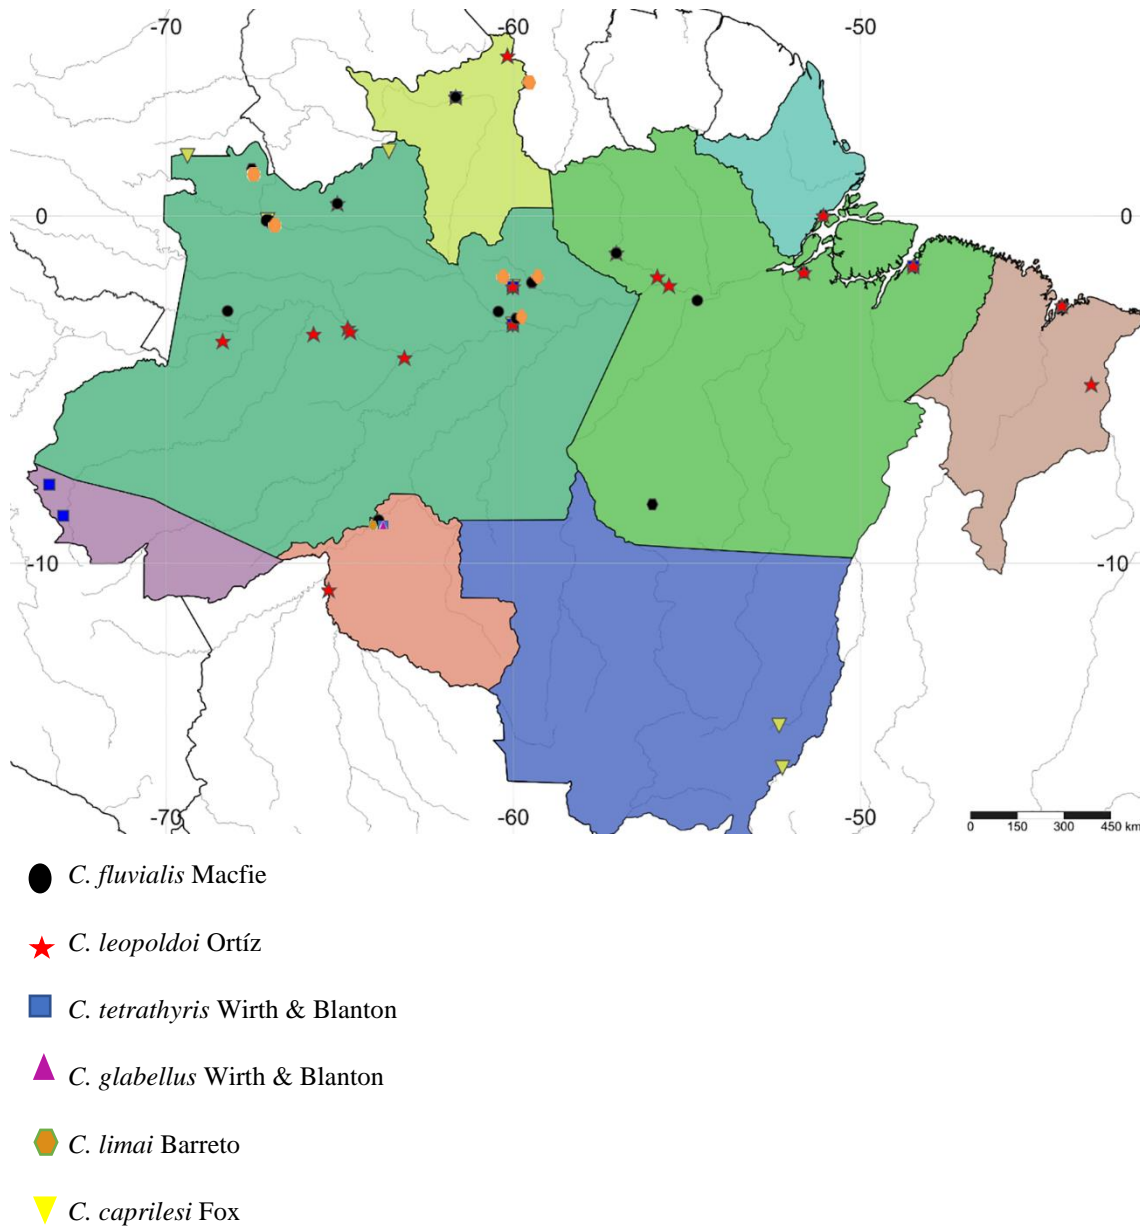 -70 -60 -50
0 0
-10 -10
-70 -60 -50
0 150 300 450 km
C. fluvialis Macfie
C. leopoldoi Ortíz
C. tetrathyris Wirth & Blanton
C. glabellus Wirth & Blanton
C. limai Barreto
C. caprilesi Fox